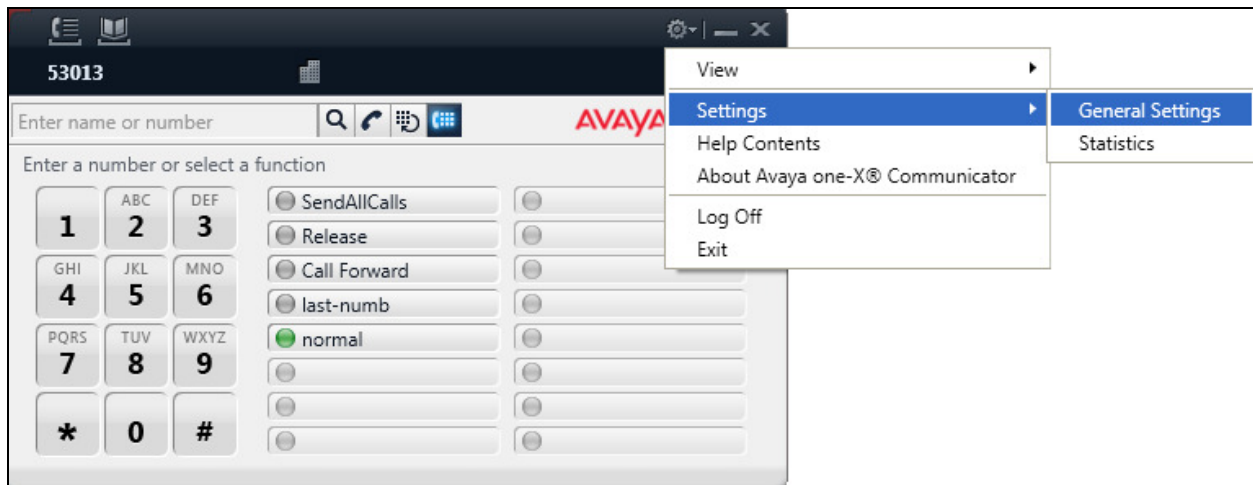 53013
View
Enter name or number
AVAYA
Settings
General Settings
Help Contents
Statistics
About Avaya one-X® Communicator
Log Off
Exit
Enter a number or select a function
1
ABC
2
DEF
3
GHI
4
JKL
5
MNO
6
PQRS
7
TUV
8
WXYZ
9
*
0
#
SendAllCalls
Release
Call Forward
last-numb
normal